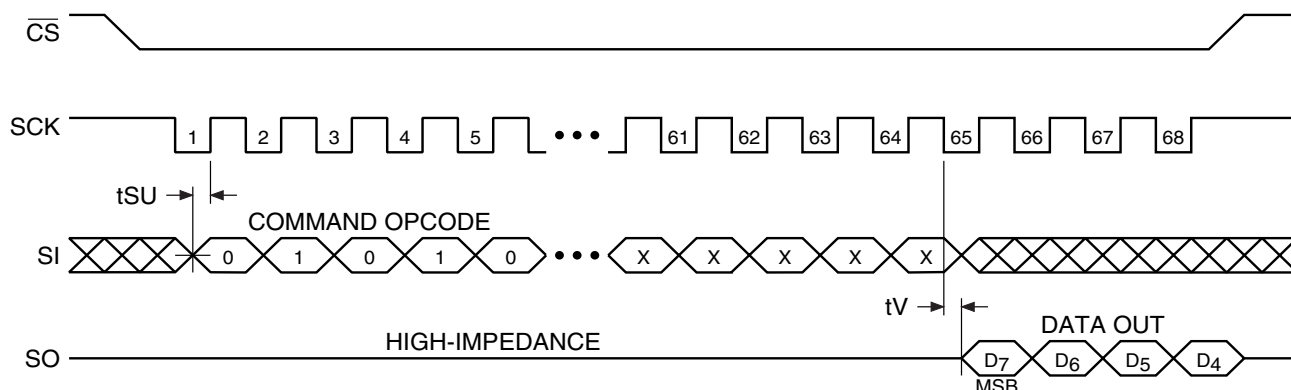 CS
SCK 1 2 3 4 5 ••• 61 62 63 64 65 66 67 68
tSU
COMMAND OPCODE
SI 0 1 0 1 0 ••• X X X X X
tV
HIGH-IMPEDANCE DATA OUT
SO D7 D6 D5 D4
MSB